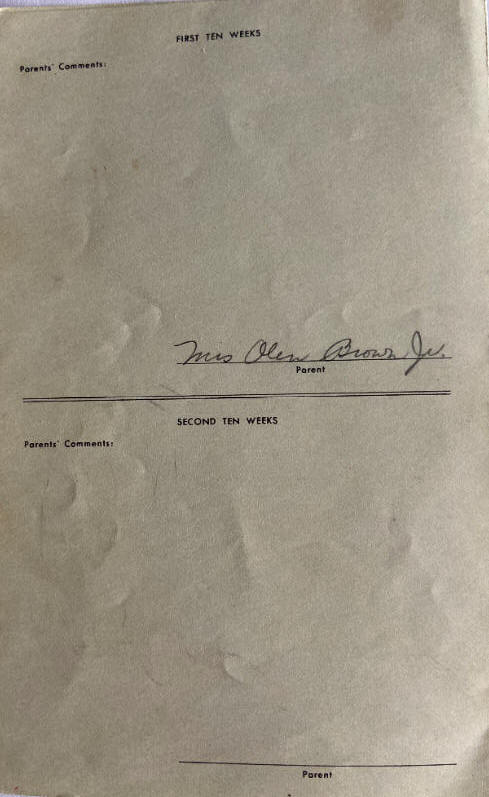 FIRST TEN WEEKS
Parents' Comments:
Mrs Olen Brown Jr.
Parent
SECOND TEN WEEKS
Parents' Comments:
Parent